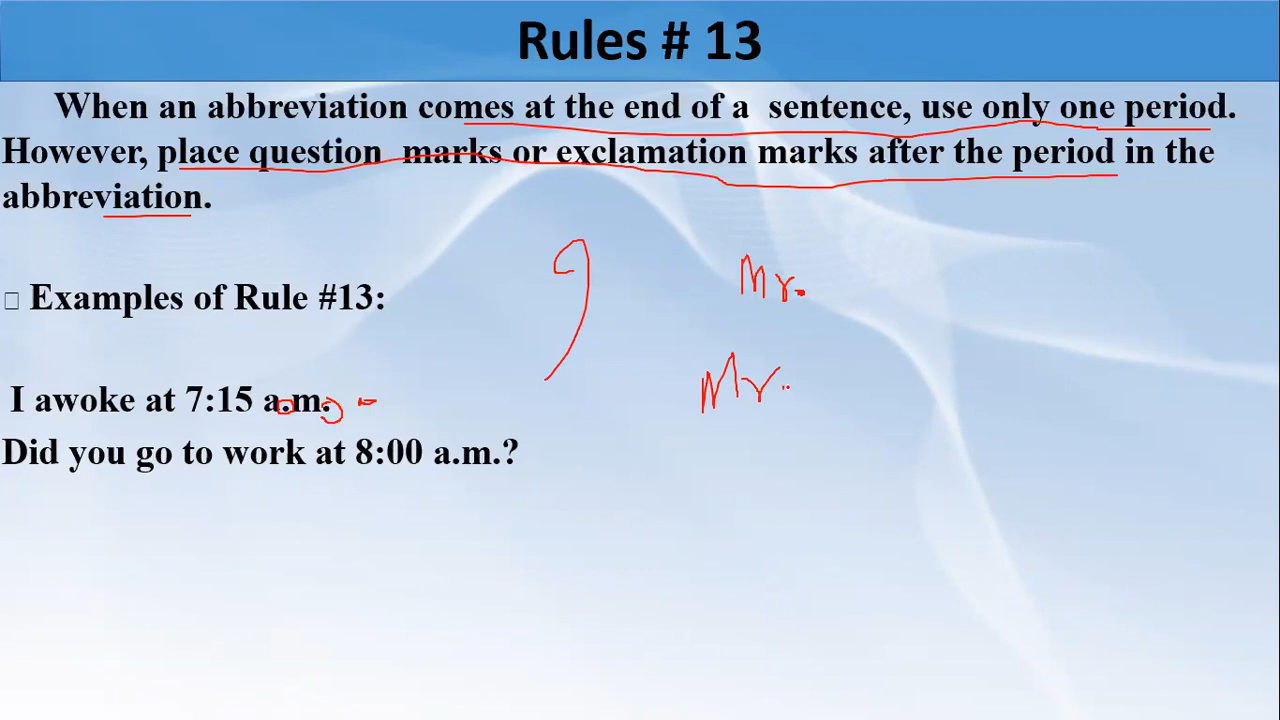 Rules # 13
When an abbreviation comes at the end of a sentence, use only one period.
However, place question marks or exclamation marks after the period in the
abbreviation.
Examples of Rule #13:
Mr.
Mr.
I awoke at 7:15 a.m.
Did you go to work at 8:00 a.m.?